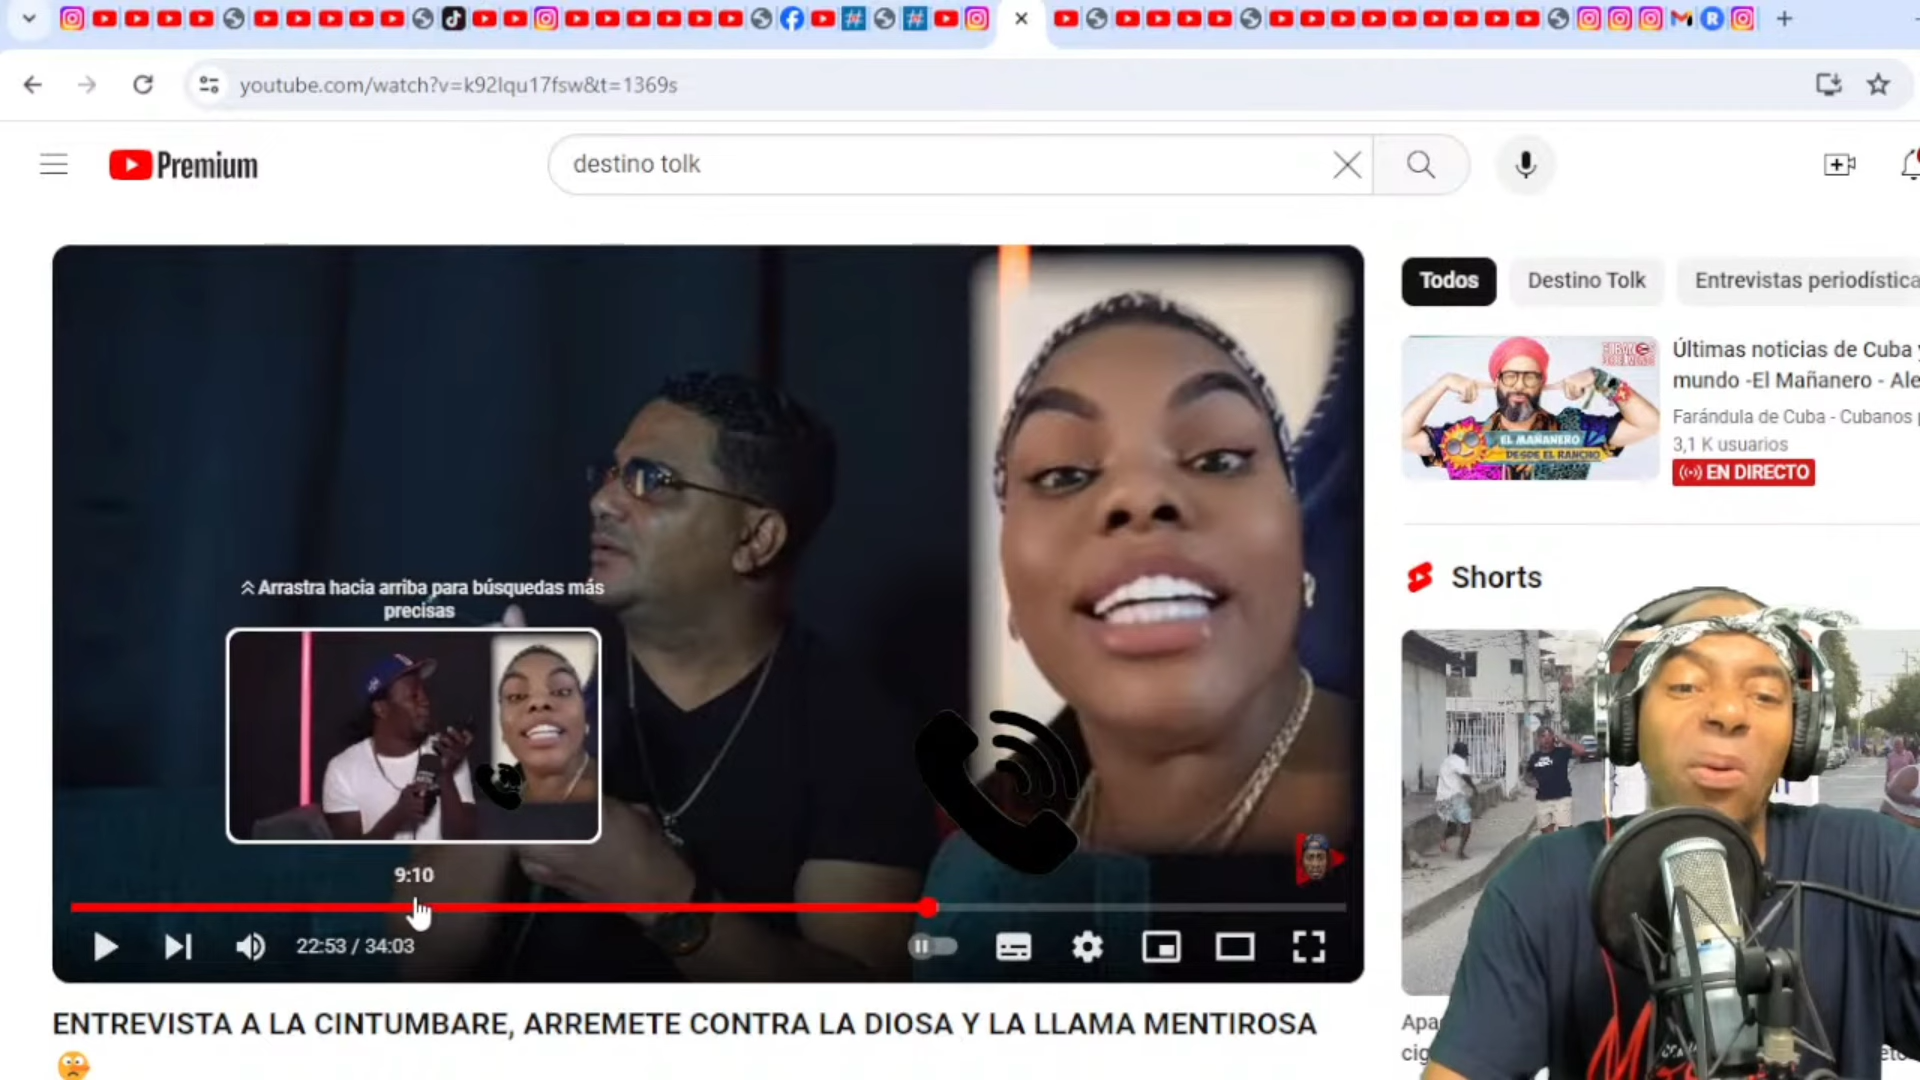 youtube.com/watch?v=k92lqu17fsw&t=1369s
Premium
destino tolk
Todos
Destino Tolk
Entrevistas periodística
Últimas noticias de Cuba y
mundo -El Mañanero - Ale
Farándula de Cuba - Cubanos p
3,1 K usuarios
EN DIRECTO
EL MAÑANERO
DESDE EL RANCHO
Shorts
Arrastra hacia arriba para búsquedas más
precisas
9:10
22:53 / 34:03
ENTREVISTA A LA CINTUMBARE, ARREMETE CONTRA LA DIOSA Y LA LLAMA MENTIROSA
Apa
cig